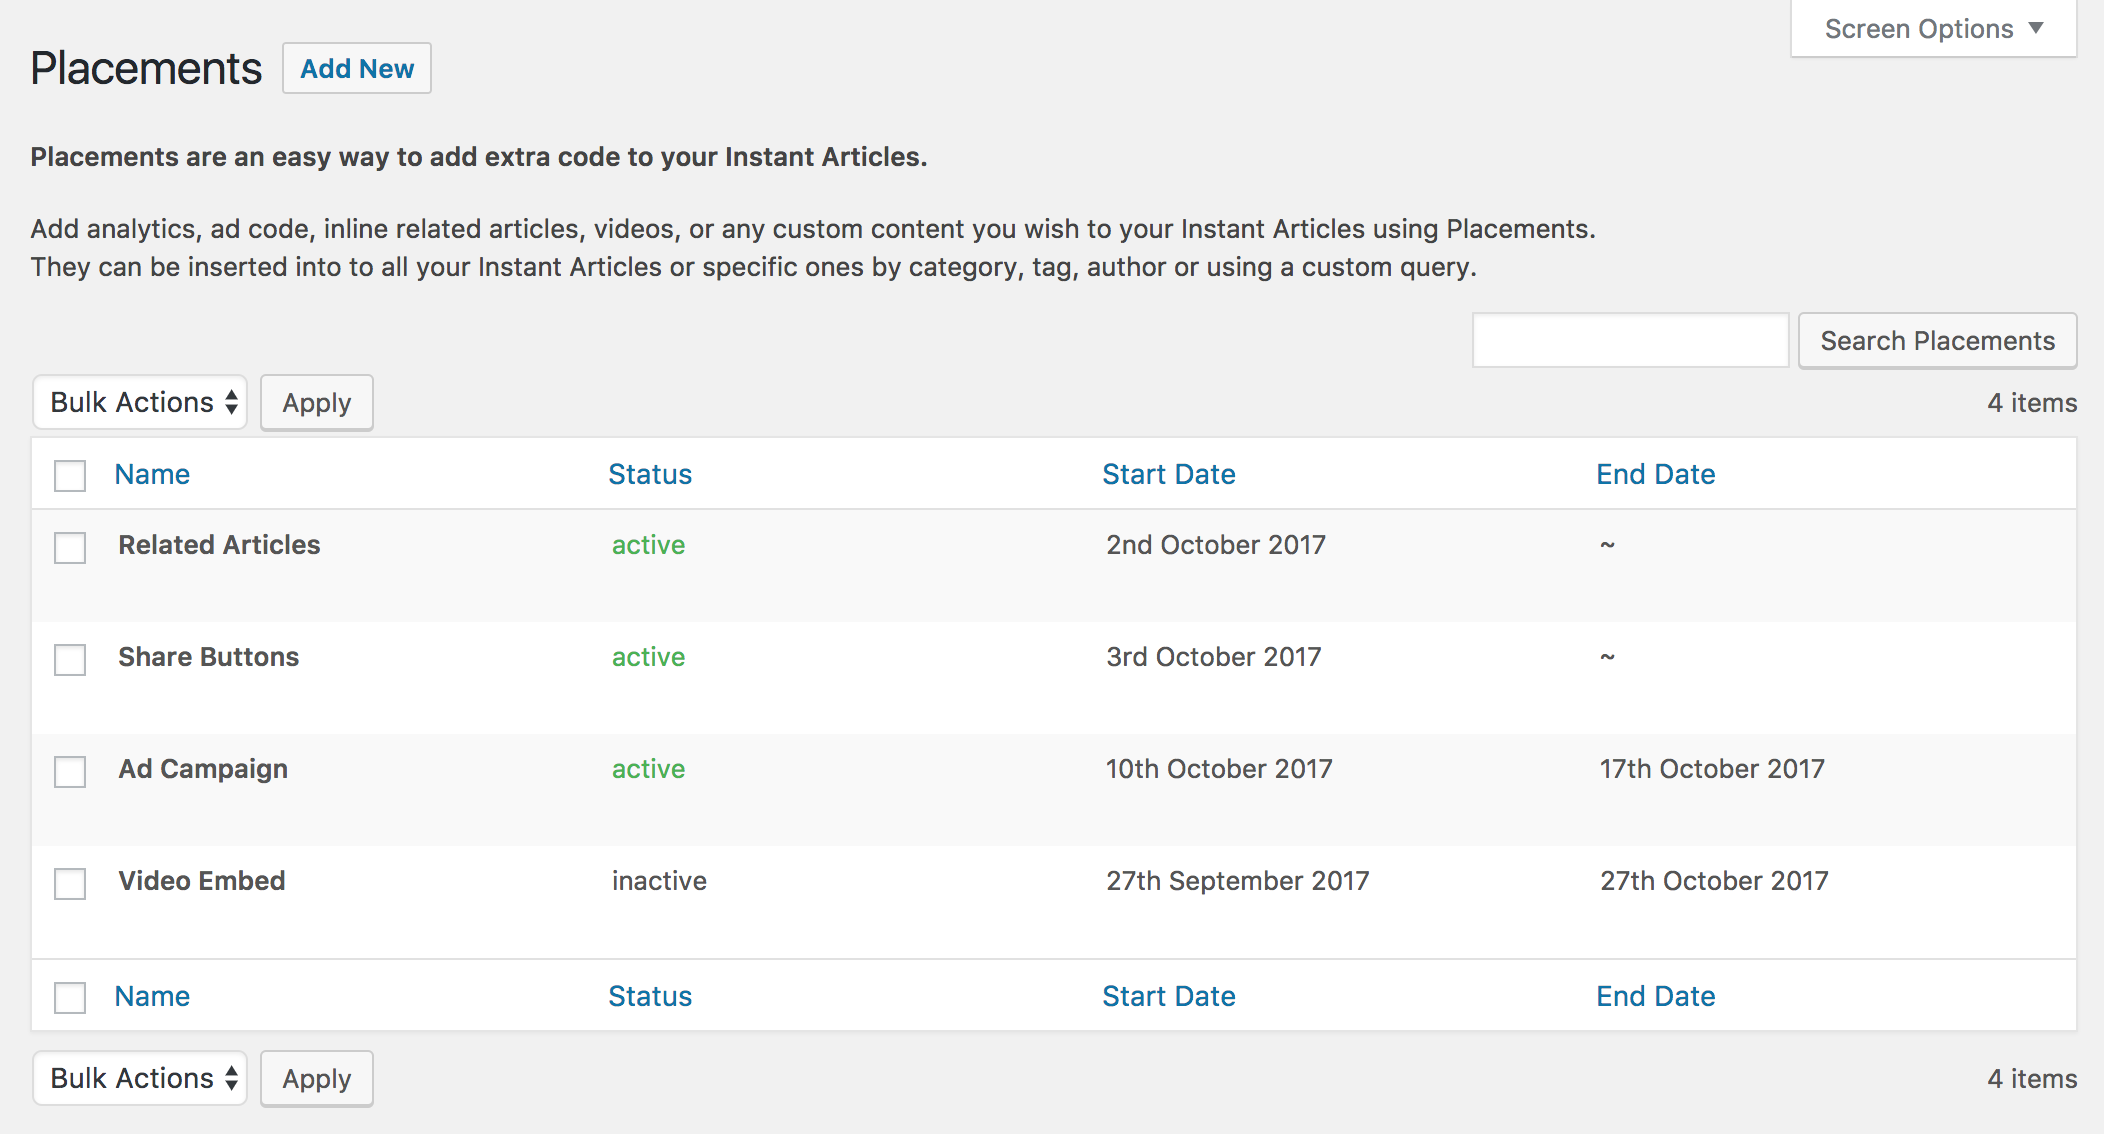 Screen Options ▼
Placements Add New
Placements are an easy way to add extra code to your Instant Articles.
Add analytics, ad code, inline related articles, videos, or any custom content you wish to your Instant Articles using Placements.
They can be inserted into to all your Instant Articles or specific ones by category, tag, author or using a custom query.
Search Placements
Bulk Actions Apply 4 items
Name Status Start Date End Date
Related Articles active 2nd October 2017 ~
Share Buttons active 3rd October 2017 ~
Ad Campaign active 10th October 2017 17th October 2017
Video Embed inactive 27th September 2017 27th October 2017
Name Status Start Date End Date
Bulk Actions Apply 4 items